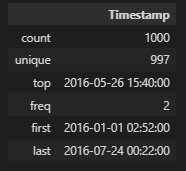 Timestamp
count 1000
unique 997
top 2016-05-26 15:40:00
freq 2
first 2016-01-01 02:52:00
last 2016-07-24 00:22:00